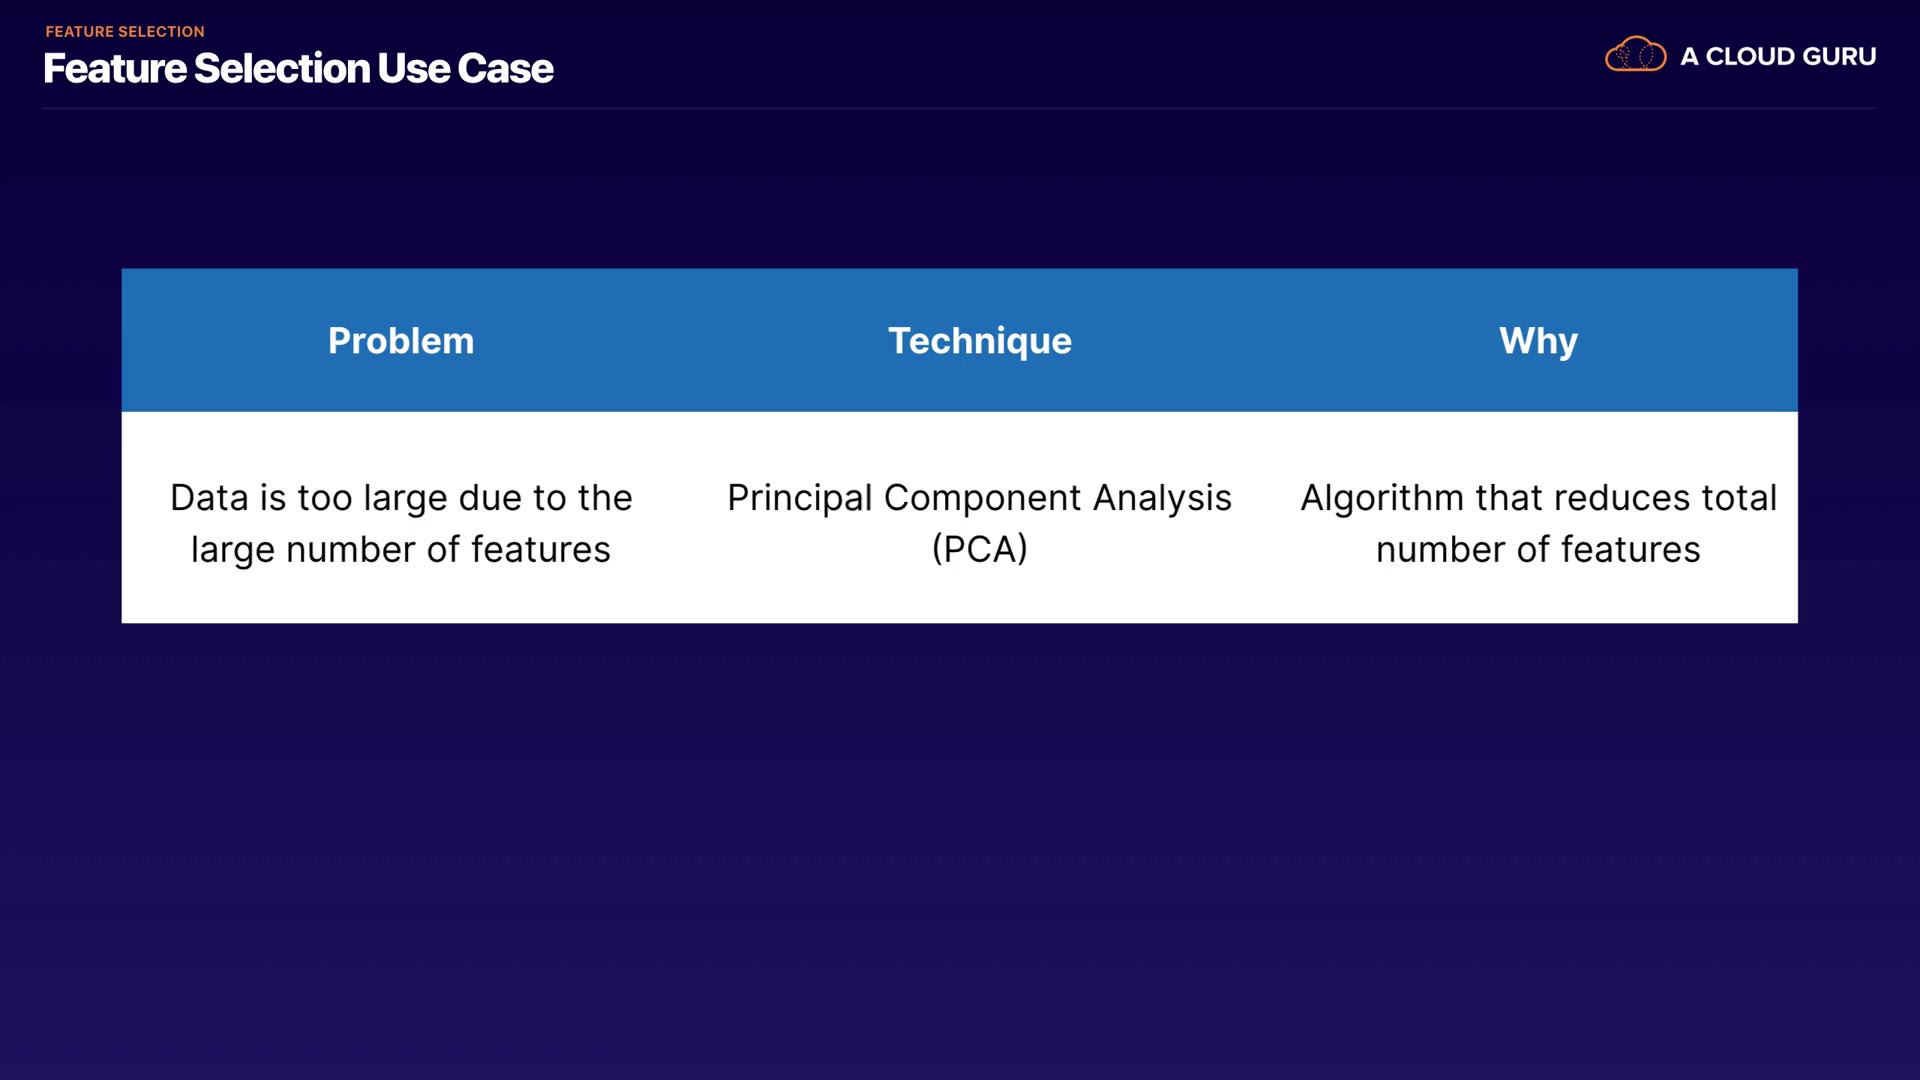 FEATURE SELECTION
Feature Selection Use Case
A CLOUD GURU
Problem
Technique
Why
Data is too large due to the
large number of features
Principal Component Analysis
(PCA)
Algorithm that reduces total
number of features